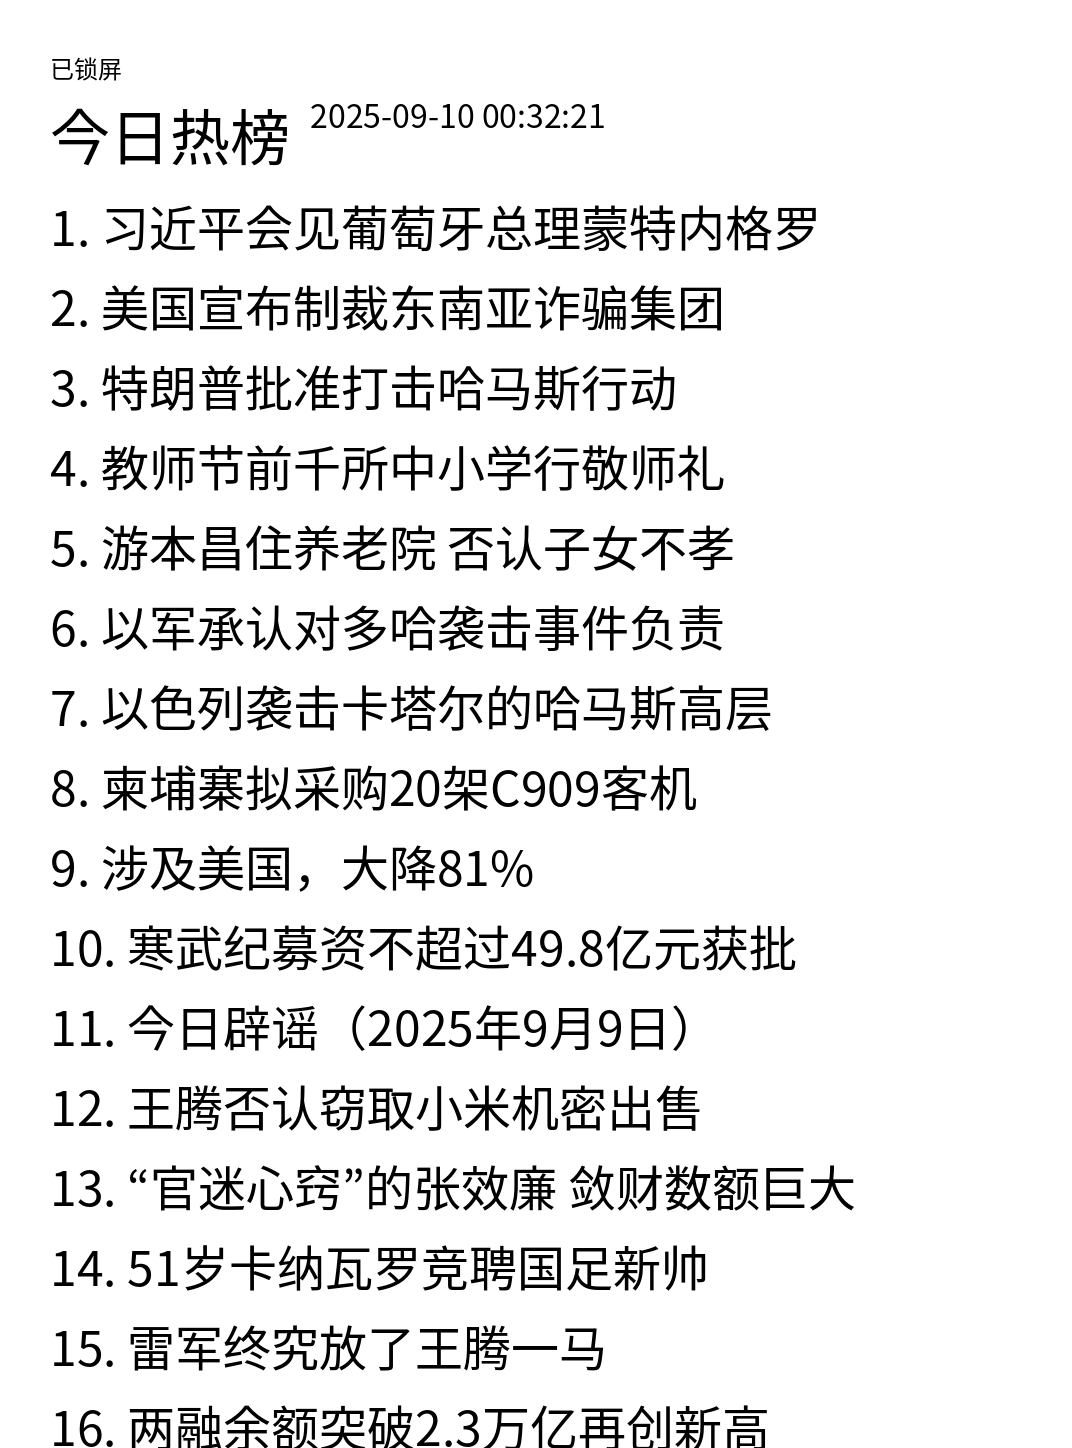 已锁屏
今日热榜 2025-09-10 00:32:21
1. 习近平会见葡萄牙总理蒙特内格罗
2. 美国宣布制裁东南亚诈骗集团
3. 特朗普批准打击哈马斯行动
4. 教师节前千所中小学行敬师礼
5. 游本昌住养老院 否认子女不孝
6. 以军承认对多哈袭击事件负责
7. 以色列袭击卡塔尔的哈马斯高层
8. 柬埔寨拟采购20架C909客机
9. 涉及美国，大降81%
10. 寒武纪募资不超过49.8亿元获批
11. 今日辟谣（2025年9月9日）
12. 王腾否认窃取小米机密出售
13. “官迷心窍”的张效廉 敛财数额巨大
14. 51岁卡纳瓦罗竞聘国足新帅
15. 雷军终究放了王腾一马
16. 两融余额突破2.3万亿再创新高